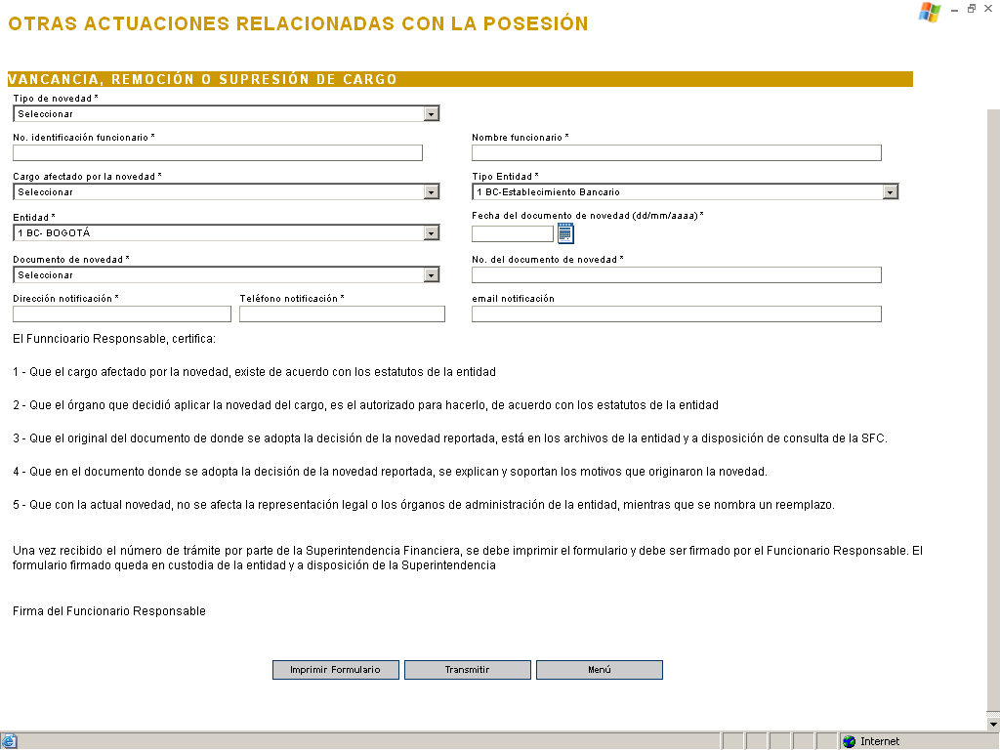 OTRAS ACTUACIONES RELACIONADAS CON LA POSESIÓN
VANCANCIA, REMOCIÓN O SUPRESIÓN DE CARGO
Tipo de novedad *
Seleccionar
No. identificación funcionario *
Nombre funcionario *
Cargo afectado por la novedad *
Tipo Entidad *
Seleccionar
1 BC-Establecimiento Bancario
Entidad *
Fecha del documento de novedad (dd/mm/aaaa) *
1 BC- BOGOTÁ
Documento de novedad *
No. del documento de novedad *
Seleccionar
Dirección notificación *
Teléfono notificación *
email notificación
El Funncioario Responsable, certifica:
1 - Que el cargo afectado por la novedad, existe de acuerdo con los estatutos de la entidad
2 - Que el órgano que decidió aplicar la novedad del cargo, es el autorizado para hacerlo, de acuerdo con los estatutos de la entidad
3 - Que el original del documento de donde se adopta la decisión de la novedad reportada, está en los archivos de la entidad y a disposición de consulta de la SFC.
4 - Que en el documento donde se adopta la decisión de la novedad reportada, se explican y soportan los motivos que originaron la novedad.
5 - Que con la actual novedad, no se afecta la representación legal o los órganos de administración de la entidad, mientras que se nombra un reemplazo.
Una vez recibido el número de trámite por parte de la Superintendencia Financiera, se debe imprimir el formulario y debe ser firmado por el Funcionario Responsable. El
formulario firmado queda en custodia de la entidad y a disposición de la Superintendencia
Firma del Funcionario Responsable
Imprimir Formulario
Transmitir
Menú
Internet